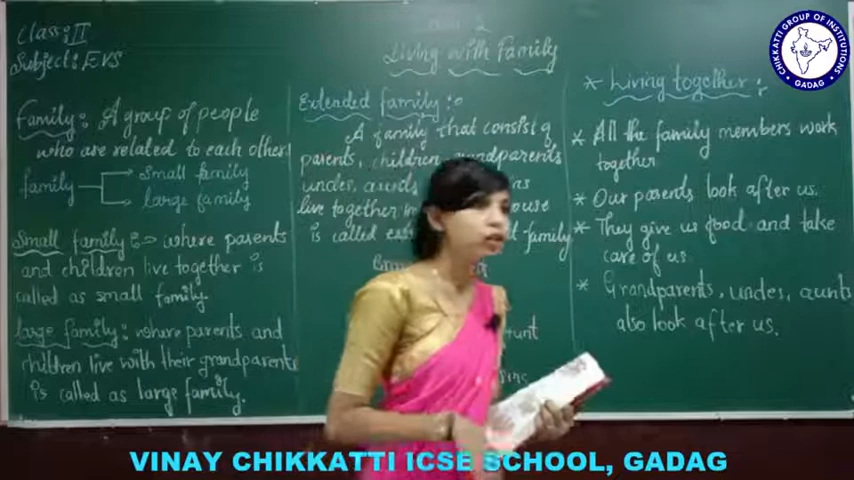 Class: II
Subject: EVS
Living with Family
Family: A group of people
who are related to each other
family
small family
large family
Small family :-> where parents
and children live together is
called as small family.
large family: where parents and
children live with their grandparents
is called as large family.
Extended family :o
A family that consist of
parents, children, grandparents
uncles, aunts
live together in house
is called family
* Living together :
* All the family members work
together
* Our parents look after us.
* They give us food and take
care of us
* Grandparents, uncles, aunts
also look after us.
CHIKKATTI GROUP OF INSTITUTIONS
GADAG
VINAY CHIKKATTI ICSE SCHOOL, GADAG